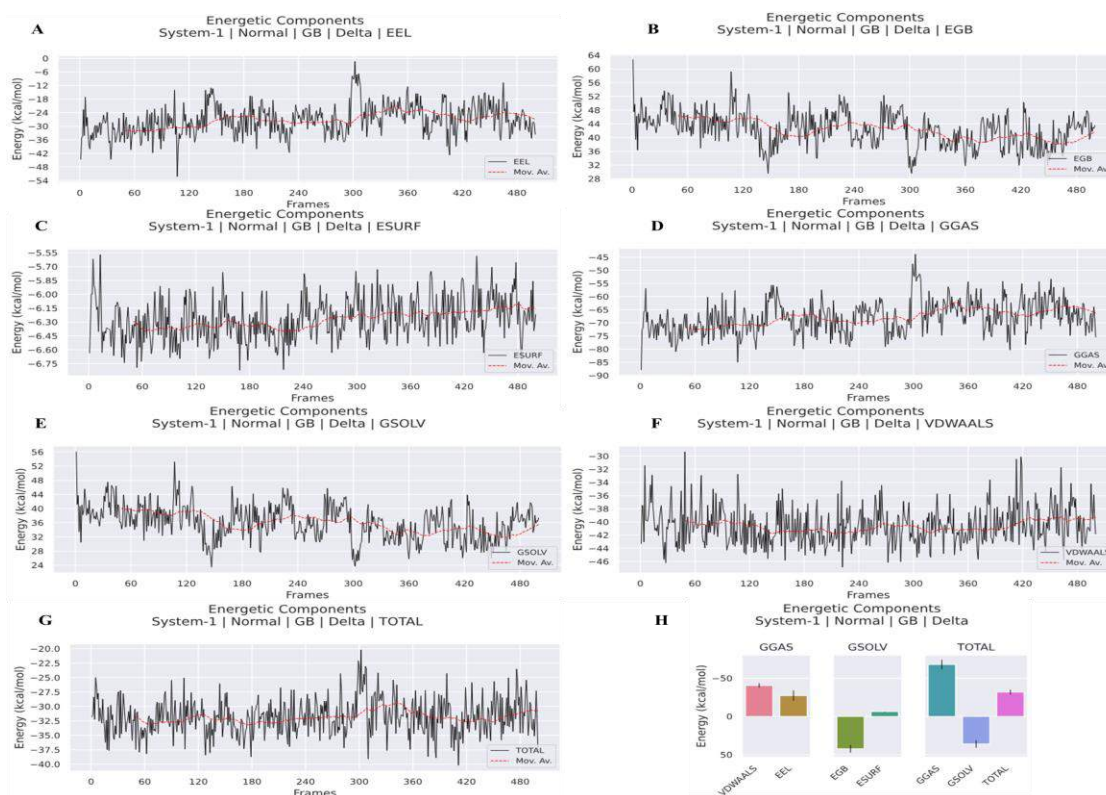 A
Energetic Components
System-1 | Normal | GB | Delta | EEL
Energy (kcal/mol)
0
−6
−12
−18
−24
−30
−36
−42
−48
−54
0 60 120 180 240 300 360 420 480
Frames
EEL
Mov. Av.
B
Energetic Components
System-1 | Normal | GB | Delta | EGB
Energy (kcal/mol)
64
60
56
52
48
44
40
36
32
28
0 60 120 180 240 300 360 420 480
Frames
EGB
Mov. Av.
C
Energetic Components
System-1 | Normal | GB | Delta | ESURF
Energy (kcal/mol)
−5.55
−5.70
−5.85
−6.00
−6.15
−6.30
−6.45
−6.60
−6.75
0 60 120 180 240 300 360 420 480
Frames
ESURF
Mov. Av.
D
Energetic Components
System-1 | Normal | GB | Delta | GGAS
Energy (kcal/mol)
−45
−50
−55
−60
−65
−70
−75
−80
−85
−90
0 60 120 180 240 300 360 420 480
Frames
GGAS
Mov. Av.
E
Energetic Components
System-1 | Normal | GB | Delta | GSOLV
Energy (kcal/mol)
56
52
48
44
40
36
32
28
24
0 60 120 180 240 300 360 420 480
Frames
GSOLV
Mov. Av.
F
Energetic Components
System-1 | Normal | GB | Delta | VDWAALS
Energy (kcal/mol)
−30
−32
−34
−36
−38
−40
−42
−44
−46
0 60 120 180 240 300 360 420 480
Frames
VDWAALS
Mov. Av.
G
Energetic Components
System-1 | Normal | GB | Delta | TOTAL
Energy (kcal/mol)
−20.0
−22.5
−25.0
−27.5
−30.0
−32.5
−35.0
−37.5
−40.0
0 60 120 180 240 300 360 420 480
Frames
TOTAL
Mov. Av.
H
Energetic Components
System-1 | Normal | GB | Delta
GGAS GSOLV TOTAL
Energy (kcal/mol)
−50
0
50
VDWAALS EEL EGB ESURF GGAS GSOLV TOTAL